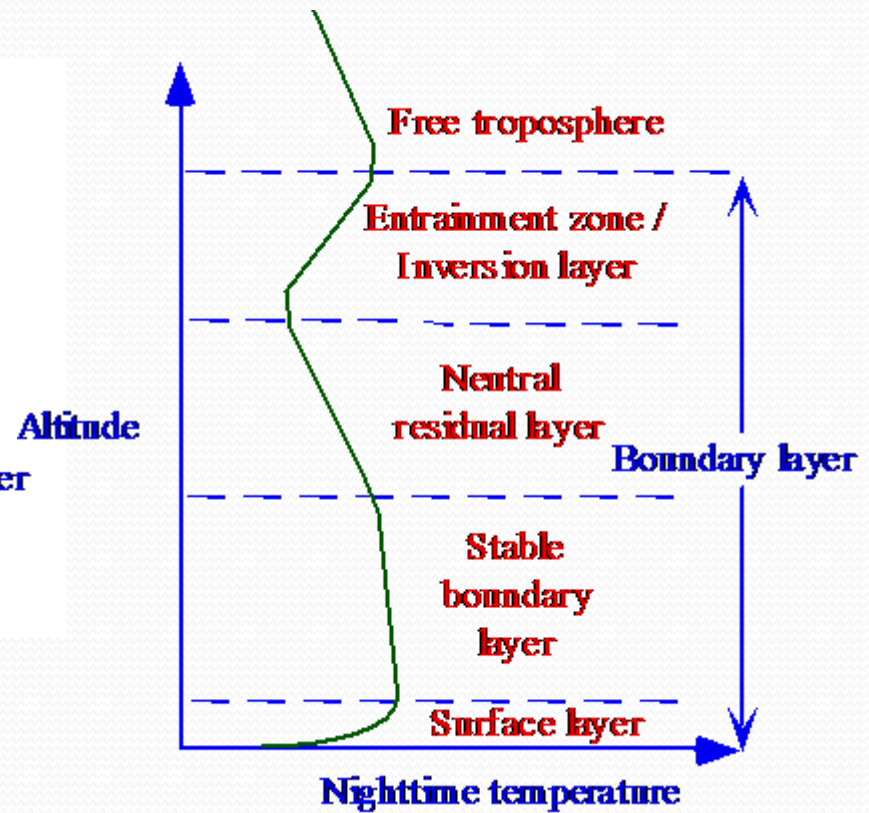 Free troposphere
Entrainment zone /
Inversion layer
Neutral
residual layer
Altitude
er
Boundary layer
Stable
boundary
layer
Surface layer
Nighttime temperature